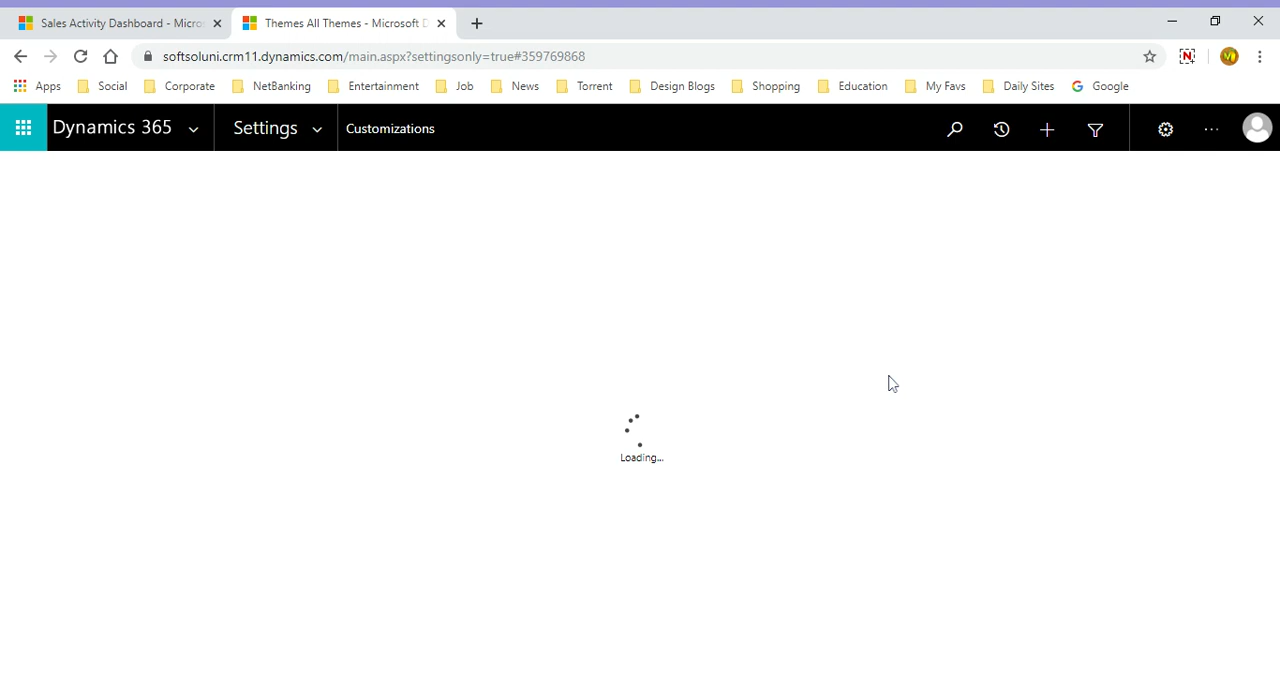 Sales Activity Dashboard - Micros
Themes All Themes - Microsoft D
softsoluni.crm11.dynamics.com/main.aspx?settingsonly=true#359769868
Apps Social Corporate NetBanking Entertainment Job News Torrent Design Blogs Shopping Education My Favs Daily Sites Google
Dynamics 365 Settings Customizations
Loading...